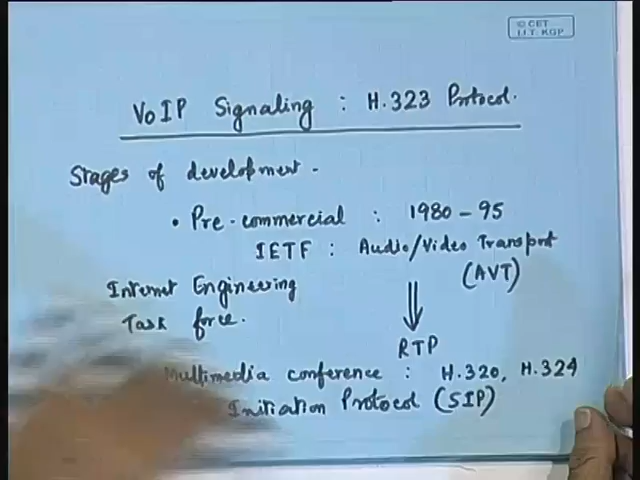 © CET
I.I.T. KGP
VoIP Signaling : H.323 Protocol.
Stages of development.
• Pre-commercial : 1980-95
IETF : Audio/Video Transport
(AVT)
Internet Engineering
Task force.
RTP
Multimedia conference : H.320, H.324
Initiation Protocol (SIP)